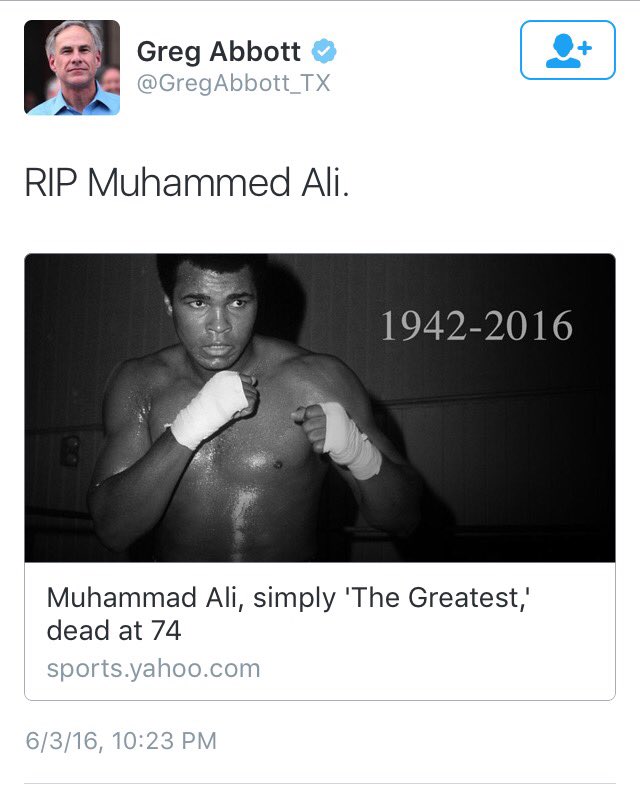 Greg Abbott
@GregAbbott_TX
RIP Muhammed Ali.
1942-2016
Muhammad Ali, simply 'The Greatest,'
dead at 74
sports.yahoo.com
6/3/16, 10:23 PM